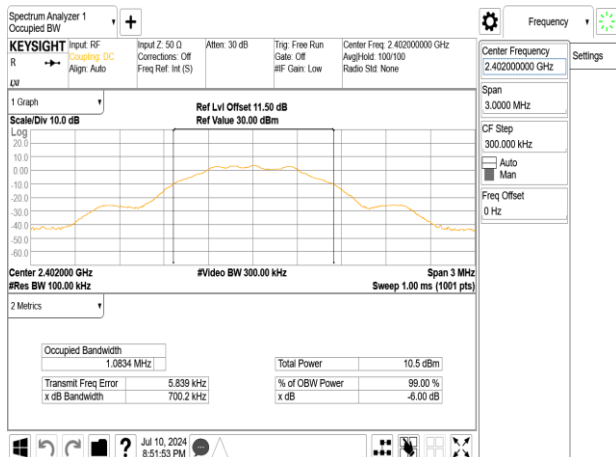 Spectrum Analyzer 1
Occupied BW
Frequency
KEYSIGHT Input: RF Input Z: 50 Ω Atten: 30 dB Trig: Free Run Center Freq: 2.402000000 GHz
R Coupling: DC Corrections: Off Gate: Off Avg|Hold: 100/100
Align: Auto Freq Ref: Int (S) #IF Gain: Low Radio Std: None
LXI
Center Frequency
2.402000000 GHz
Settings
Span
3.0000 MHz
CF Step
300.000 kHz
Auto
Man
Freq Offset
0 Hz
1 Graph
Ref Lvl Offset 11.50 dB
Scale/Div 10.0 dB Ref Value 30.00 dBm
Log
20.0
10.0
0.00
-10.0
-20.0
-30.0
-40.0
-50.0
-60.0
Center 2.402000 GHz #Video BW 300.00 kHz Span 3 MHz
#Res BW 100.00 kHz Sweep 1.00 ms (1001 pts)
2 Metrics
Occupied Bandwidth
1.0834 MHz Total Power 10.5 dBm
Transmit Freq Error 5.839 kHz % of OBW Power 99.00 %
x dB Bandwidth 700.2 kHz x dB -6.00 dB
? Jul 10, 2024
8:51:53 PM